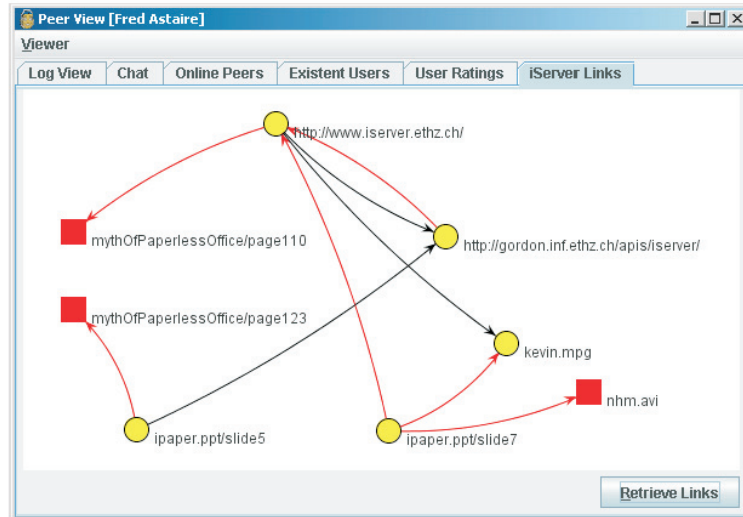 Peer View [Fred Astaire]
Viewer
Log View Chat Online Peers Existent Users User Ratings iServer Links
http://www.iserver.ethz.ch/
mythOfPaperlessOffice/page110
http://gordon.inf.ethz.ch/apis/iserver/
mythOfPaperlessOffice/page123
kevin.mpg
nhm.avi
ipaper.ppt/slide5
ipaper.ppt/slide7
Retrieve Links